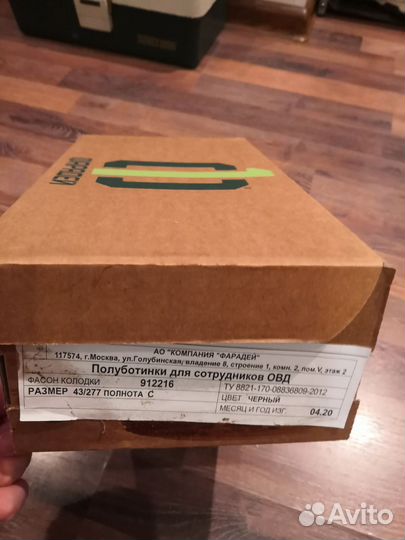 ФАРАДЕЙ
АО "КОМПАНИЯ "ФАРАДЕЙ"
117574, г.Москва, ул.Голубинская, владение 8, строение 1, комн. 2, пом.V, этаж 2
Полуботинки для сотрудников ОВД
ФАСОН КОЛОДКИ 912216 ТУ 8821-170-08836809-2012
РАЗМЕР 43/277 ПОЛНОТА С ЦВЕТ ЧЕРНЫЙ
МЕСЯЦ И ГОД ИЗГ. 04.20
Avito